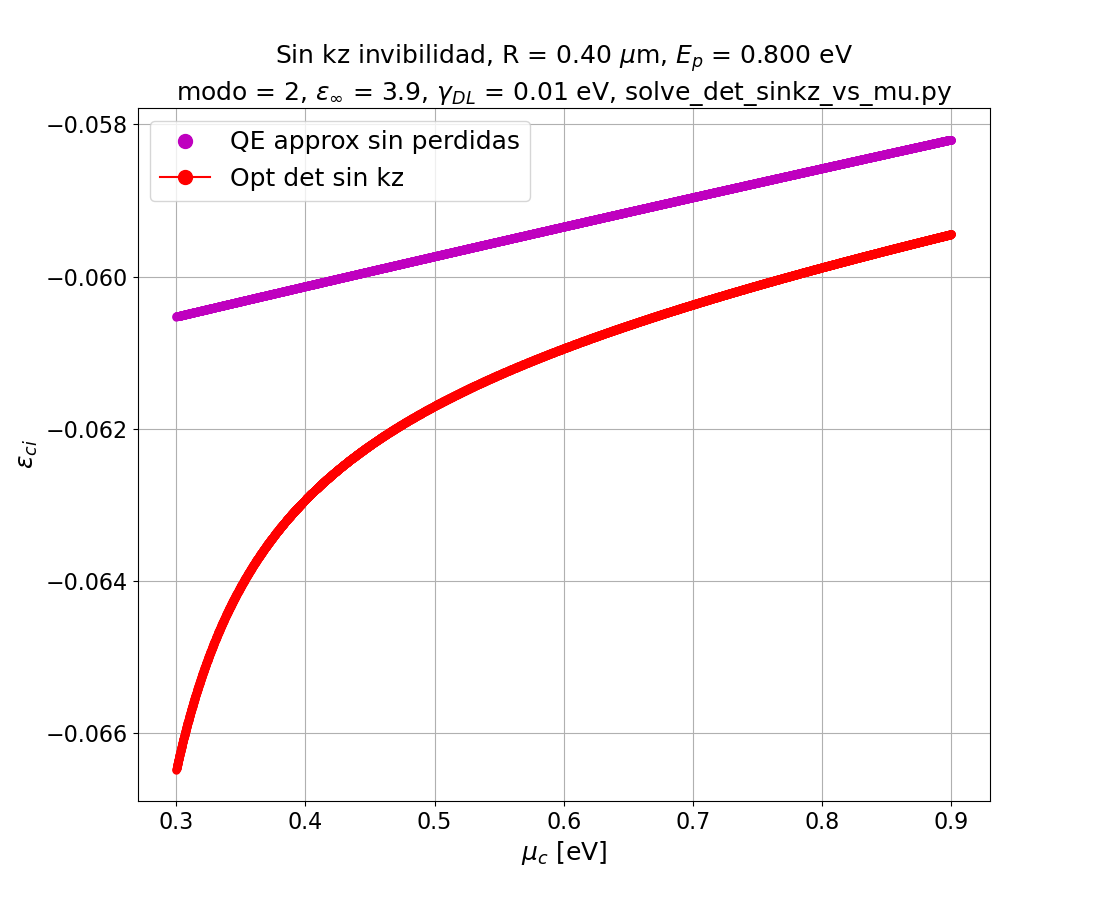 Sin kz invibilidad, R = 0.40 μm, E_p = 0.800 eV
modo = 2, ε_∞ = 3.9, γ_DL = 0.01 eV, solve_det_sinkz_vs_mu.py
QE approx sin perdidas
Opt det sin kz
−0.058
−0.060
−0.062
−0.064
−0.066
ε_ci
0.3 0.4 0.5 0.6 0.7 0.8 0.9
μ_c [eV]